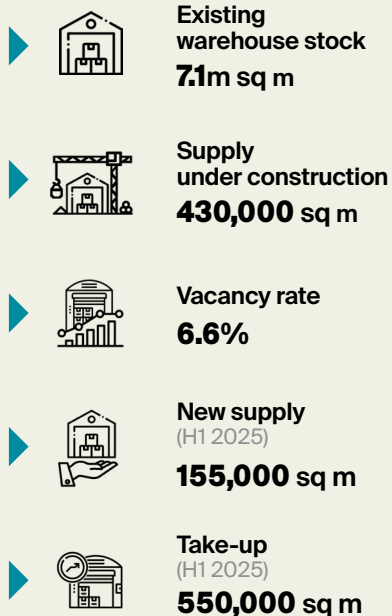 Existing
warehouse stock
7.1m sq m
Supply
under construction
430,000 sq m
Vacancy rate
6.6%
New supply
(H1 2025)
155,000 sq m
Take-up
(H1 2025)
550,000 sq m